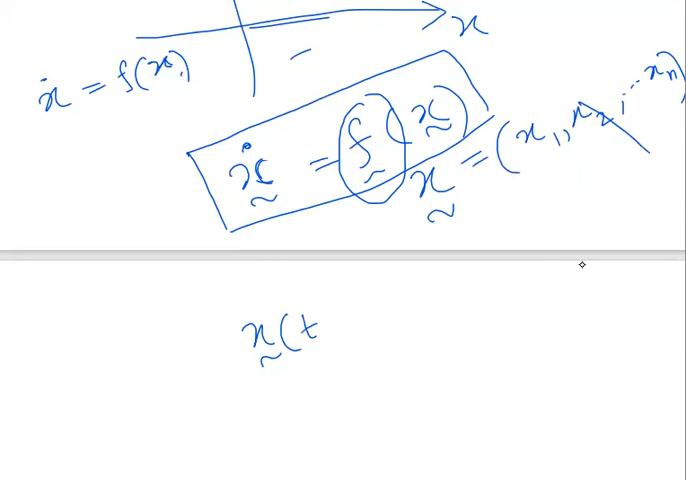 x
ẋ = f(x)
ẋ = f(x)
x = (x₁, x₂, ... xₙ)
x(t